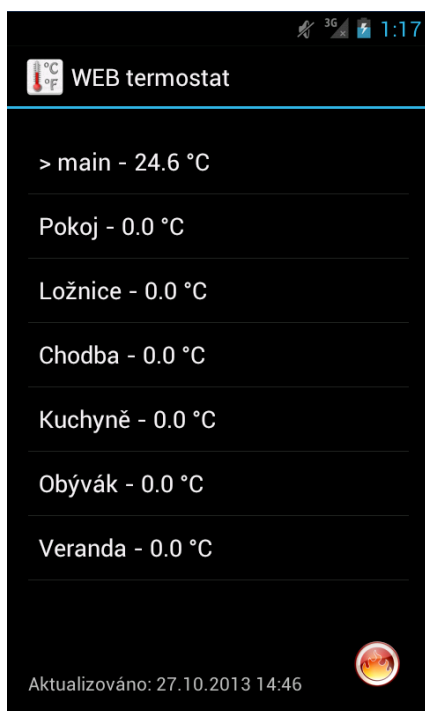 3G 1:17
°C
°F
WEB termostat
> main - 24.6 °C
Pokoj - 0.0 °C
Ložnice - 0.0 °C
Chodba - 0.0 °C
Kuchyně - 0.0 °C
Obývák - 0.0 °C
Veranda - 0.0 °C
Aktualizováno: 27.10.2013 14:46